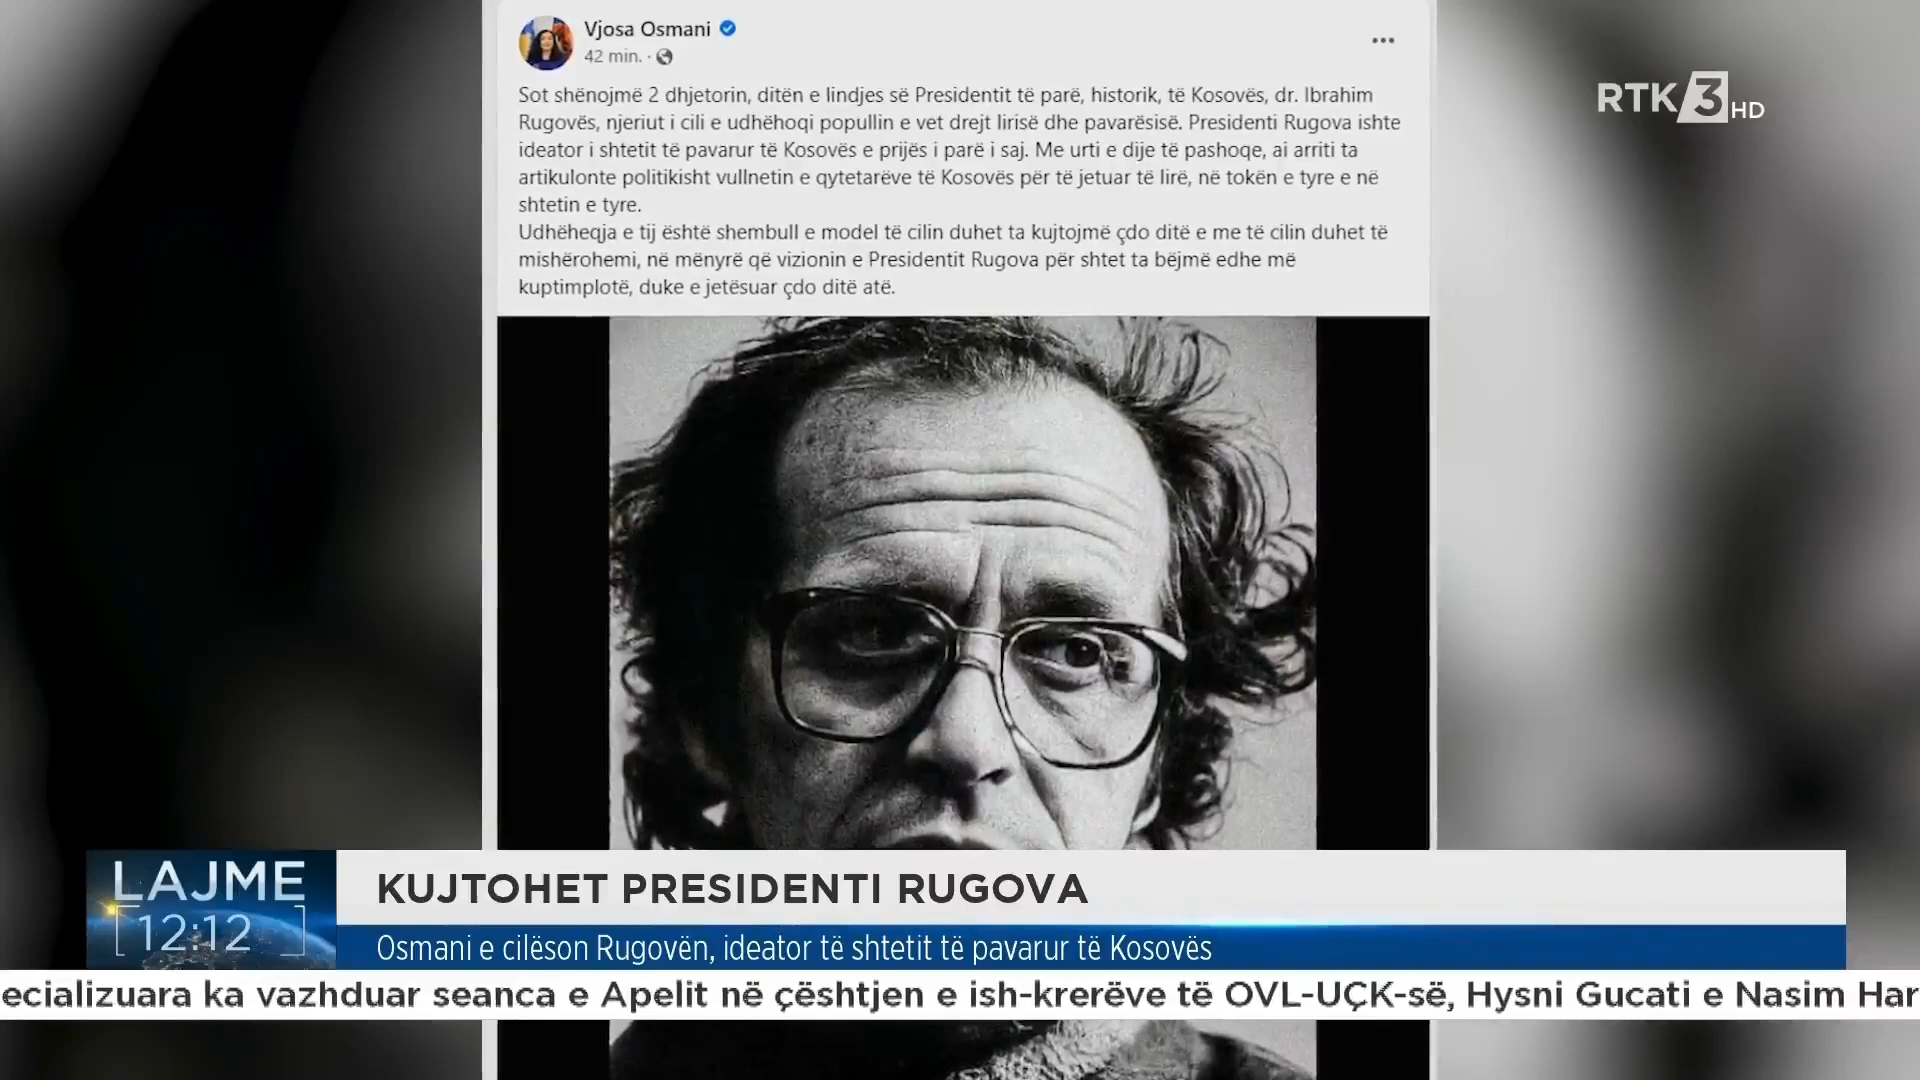 Vjosa Osmani
42 min. ·
Sot shënojmë 2 dhjetorin, ditën e lindjes së Presidentit të parë, historik, të Kosovës, dr. Ibrahim
Rugovës, njeriut i cili e udhëhoqi popullin e vet drejt lirisë dhe pavarësisë. Presidenti Rugova ishte
ideator i shtetit të pavarur të Kosovës e prijës i parë i saj. Me urti e dije të pashoqe, ai arriti ta
artikulonte politikisht vullnetin e qytetarëve të Kosovës për të jetuar të lirë, në tokën e tyre e në
shtetin e tyre.
Udhëheqja e tij është shembull e model të cilin duhet ta kujtojmë çdo ditë e me të cilin duhet të
mishërohemi, në mënyrë që vizionin e Presidentit Rugova për shtet ta bëjmë edhe më
kuptimplotë, duke e jetësuar çdo ditë atë.
RTK 3 HD
LAJME
12:12
KUJTOHET PRESIDENTI RUGOVA
Osmani e cilëson Rugovën, ideator të shtetit të pavarur të Kosovës
ecializuara ka vazhduar seanca e Apelit në çështjen e ish-krerëve të OVL-UÇK-së, Hysni Gucati e Nasim Har